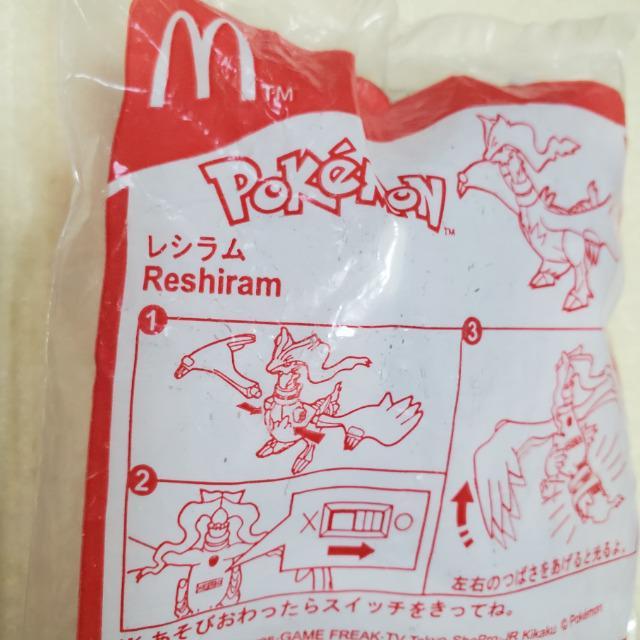 TM
POKéMON
TM
レシラム
Reshiram
1
3
2
X
左右のつばさをあげると光るよ。
あそびおわったらスイッチをきってね。
© Pokémon
GAME FREAK・TV Tokyo・ShoPro・JR Kikaku © Pokémon